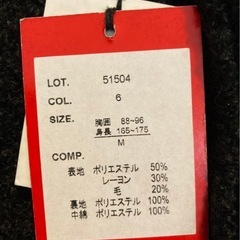 LOT. 51504
COL. 6
SIZE. 胸囲 88~96
身長 165~175
M
COMP.
表地 ポリエステル 50%
レーヨン 30%
毛 20%
裏地 ポリエステル 100%
中綿 ポリエステル 100%